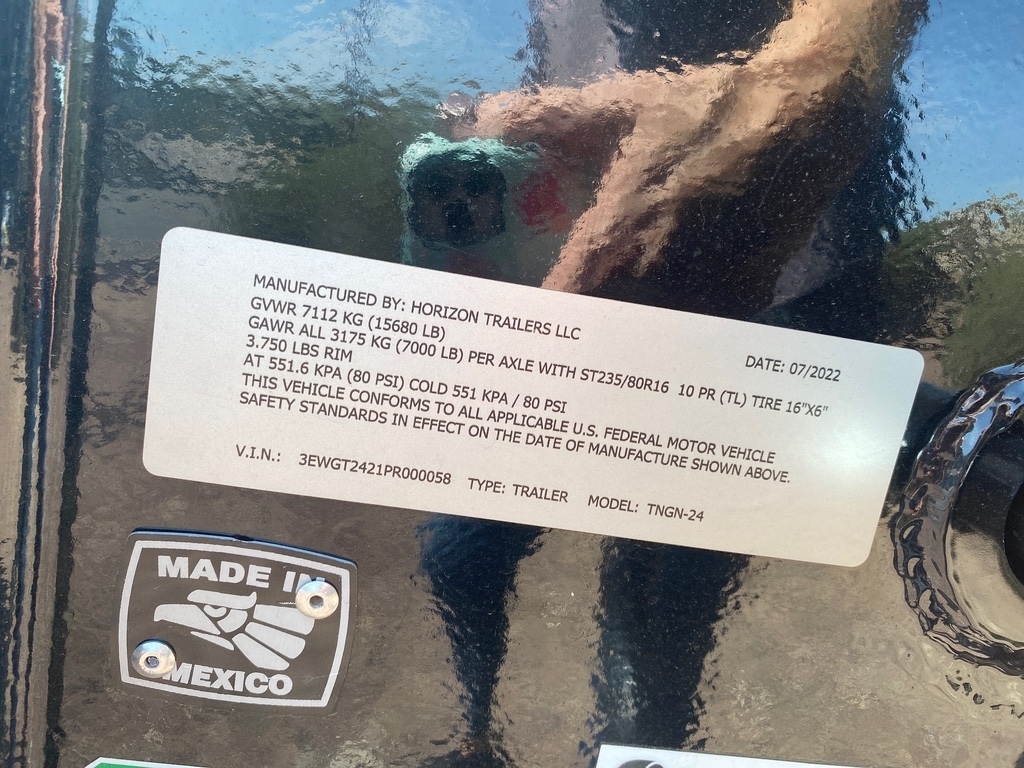 MANUFACTURED BY: HORIZON TRAILERS LLC
DATE: 07/2022
GVWR 7112 KG (15680 LB)
GAWR ALL 3175 KG (7000 LB) PER AXLE WITH ST235/80R16 10 PR (TL) TIRE 16"X6"
3.750 LBS RIM
AT 551.6 KPA (80 PSI) COLD 551 KPA / 80 PSI
THIS VEHICLE CONFORMS TO ALL APPLICABLE U.S. FEDERAL MOTOR VEHICLE
SAFETY STANDARDS IN EFFECT ON THE DATE OF MANUFACTURE SHOWN ABOVE.
V.I.N.: 3EWGT2421PR000058 TYPE: TRAILER MODEL: TNGN-24
MADE IN
MEXICO